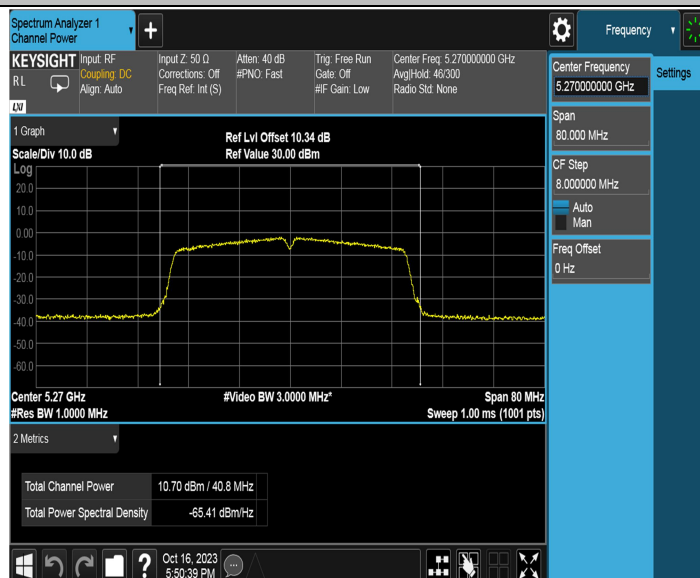 Spectrum Analyzer 1
Channel Power
+
Frequency
KEYSIGHT
RL
LXI
Input: RF
Coupling: DC
Align: Auto
Input Z: 50 Ω
Corrections: Off
Freq Ref: Int (S)
Atten: 40 dB
#PNO: Fast
Trig: Free Run
Gate: Off
#IF Gain: Low
Center Freq: 5.270000000 GHz
Avg|Hold: 46/300
Radio Std: None
Center Frequency
5.270000000 GHz
Settings
Span
80.000 MHz
CF Step
8.000000 MHz
Auto
Man
Freq Offset
0 Hz
1 Graph
Scale/Div 10.0 dB
Ref Lvl Offset 10.34 dB
Ref Value 30.00 dBm
Log
20.0
10.0
0.00
-10.0
-20.0
-30.0
-40.0
-50.0
-60.0
Center 5.27 GHz
#Res BW 1.0000 MHz
#Video BW 3.0000 MHz*
Span 80 MHz
Sweep 1.00 ms (1001 pts)
2 Metrics
Total Channel Power 10.70 dBm / 40.8 MHz
Total Power Spectral Density -65.41 dBm/Hz
?
Oct 16, 2023
5:50:39 PM